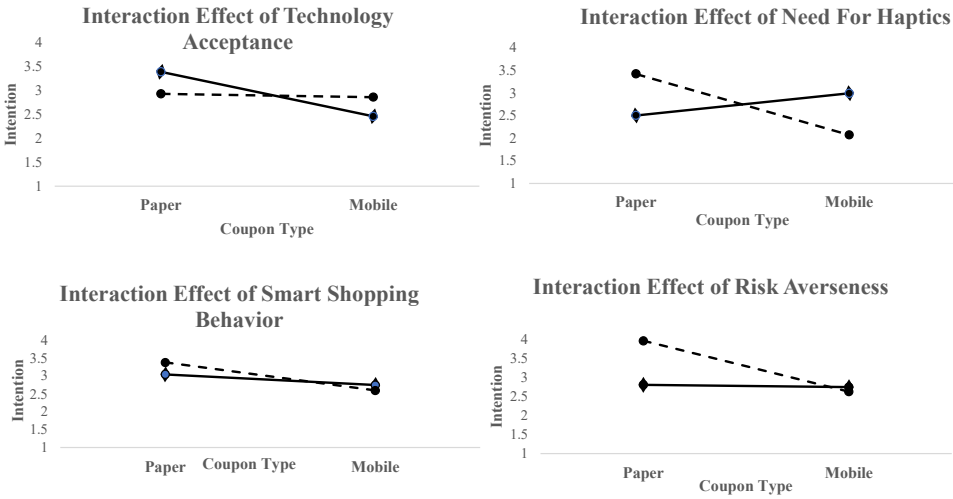 Interaction Effect of Technology
Acceptance
4
3.5
3
2.5
2
1.5
1
Intention
Paper
Mobile
Coupon Type
Interaction Effect of Need For Haptics
4
3.5
3
2.5
2
1.5
1
Intention
Paper
Mobile
Coupon Type
Interaction Effect of Smart Shopping
Behavior
4
3.5
3
2.5
2
1.5
1
Intention
Paper
Coupon Type
Mobile
Interaction Effect of Risk Averseness
4
3.5
3
2.5
2
1.5
1
Intention
Paper
Mobile
Coupon Type